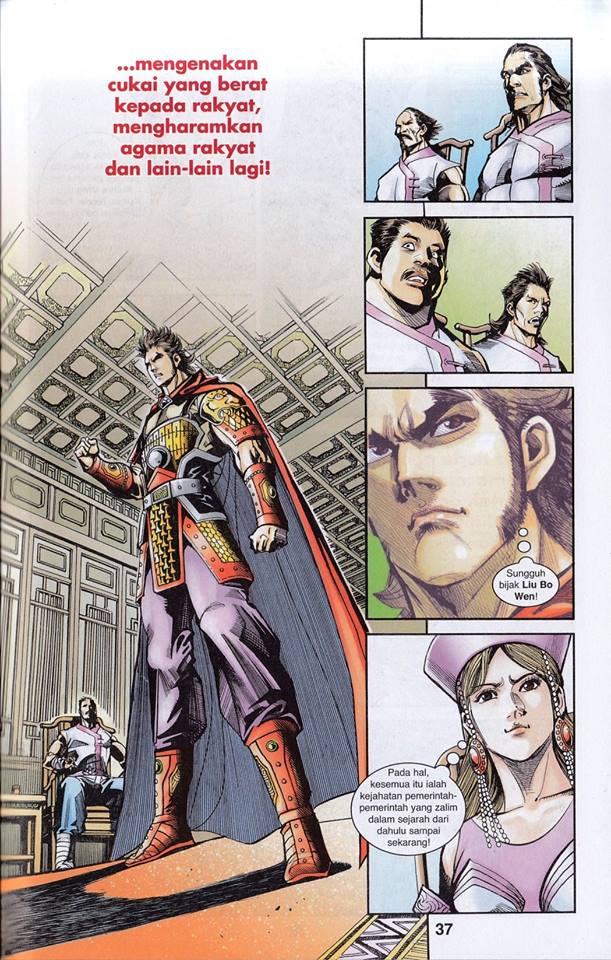 ...mengenakan
cukai yang berat
kepada rakyat,
mengharamkan
agama rakyat
dan lain-lain lagi!
Sungguh
bijak Liu Bo
Wen!
Pada hal,
kesemua itu ialah
kejahatan pemerintah-
pemerintah yang zalim
dalam sejarah dari
dahulu sampai
sekarang!
37